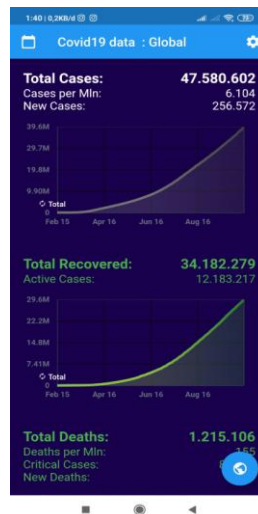 1:40 | 0,2KB/d
Covid19 data : Global
Total Cases: 47.580.602
Cases per Mln: 6.104
New Cases: 256.572
39.6M
29.7M
19.8M
9.90M
Total
0
Feb 15 Apr 16 Jun 16 Aug 16
Total Recovered: 34.182.279
Active Cases: 12.183.217
29.6M
22.2M
14.8M
7.41M
Total
0
Feb 15 Apr 16 Jun 16 Aug 16
Total Deaths: 1.215.106
Deaths per Mln: 155
Critical Cases:
New Deaths: